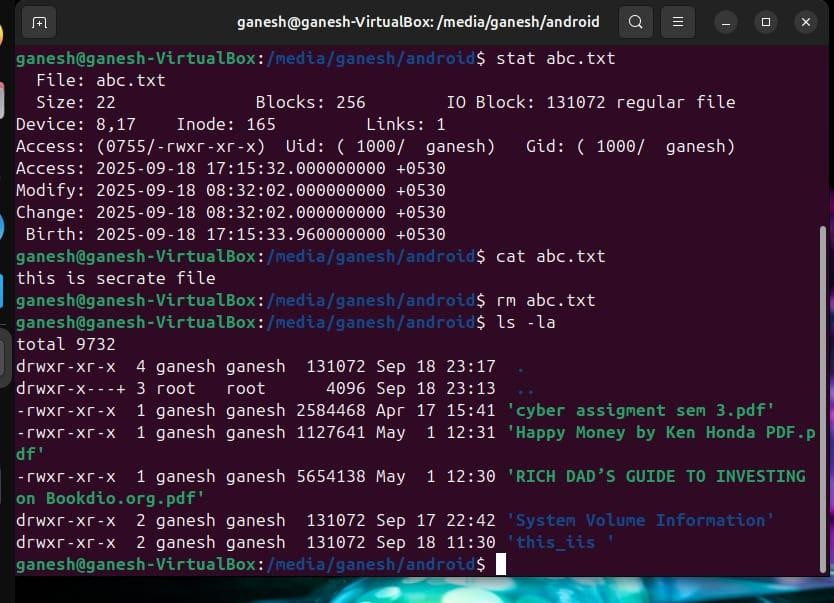 ganesh@ganesh-VirtualBox: /media/ganesh/android
ganesh@ganesh-VirtualBox:/media/ganesh/android$ stat abc.txt
  File: abc.txt
  Size: 22              Blocks: 256        IO Block: 131072 regular file
Device: 8,17    Inode: 165         Links: 1
Access: (0755/-rwxr-xr-x)  Uid: ( 1000/  ganesh)   Gid: ( 1000/  ganesh)
Access: 2025-09-18 17:15:32.000000000 +0530
Modify: 2025-09-18 08:32:02.000000000 +0530
Change: 2025-09-18 08:32:02.000000000 +0530
 Birth: 2025-09-18 17:15:33.960000000 +0530
ganesh@ganesh-VirtualBox:/media/ganesh/android$ cat abc.txt
this is secrate file
ganesh@ganesh-VirtualBox:/media/ganesh/android$ rm abc.txt
ganesh@ganesh-VirtualBox:/media/ganesh/android$ ls -la
total 9732
drwxr-xr-x  4 ganesh ganesh  131072 Sep 18 23:17  .
drwxr-x---+ 3 root   root      4096 Sep 18 23:13  ..
-rwxr-xr-x  1 ganesh ganesh 2584468 Apr 17 15:41 'cyber assigment sem 3.pdf'
-rwxr-xr-x  1 ganesh ganesh 1127641 May  1 12:31 'Happy Money by Ken Honda PDF.p
df'
-rwxr-xr-x  1 ganesh ganesh 5654138 May  1 12:30 'RICH DAD’S GUIDE TO INVESTING
on Bookdio.org.pdf'
drwxr-xr-x  2 ganesh ganesh  131072 Sep 17 22:42 'System Volume Information'
drwxr-xr-x  2 ganesh ganesh  131072 Sep 18 11:30 'this_iis '
ganesh@ganesh-VirtualBox:/media/ganesh/android$